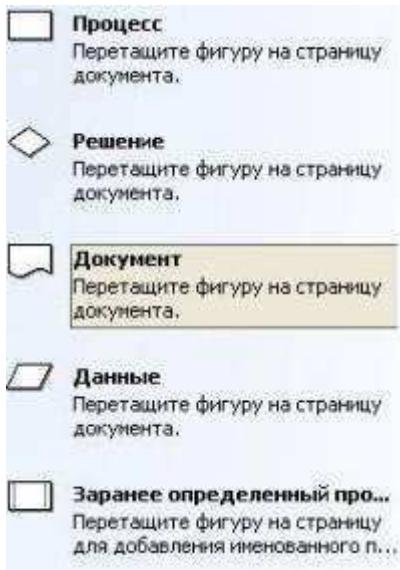 Процесс
Перетащите фигуру на страницу
документа.
Решение
Перетащите фигуру на страницу
документа.
Документ
Перетащите фигуру на страницу
документа.
Данные
Перетащите фигуру на страницу
документа.
Заранее определенный про...
Перетащите фигуру на страницу
для добавления именованного п...